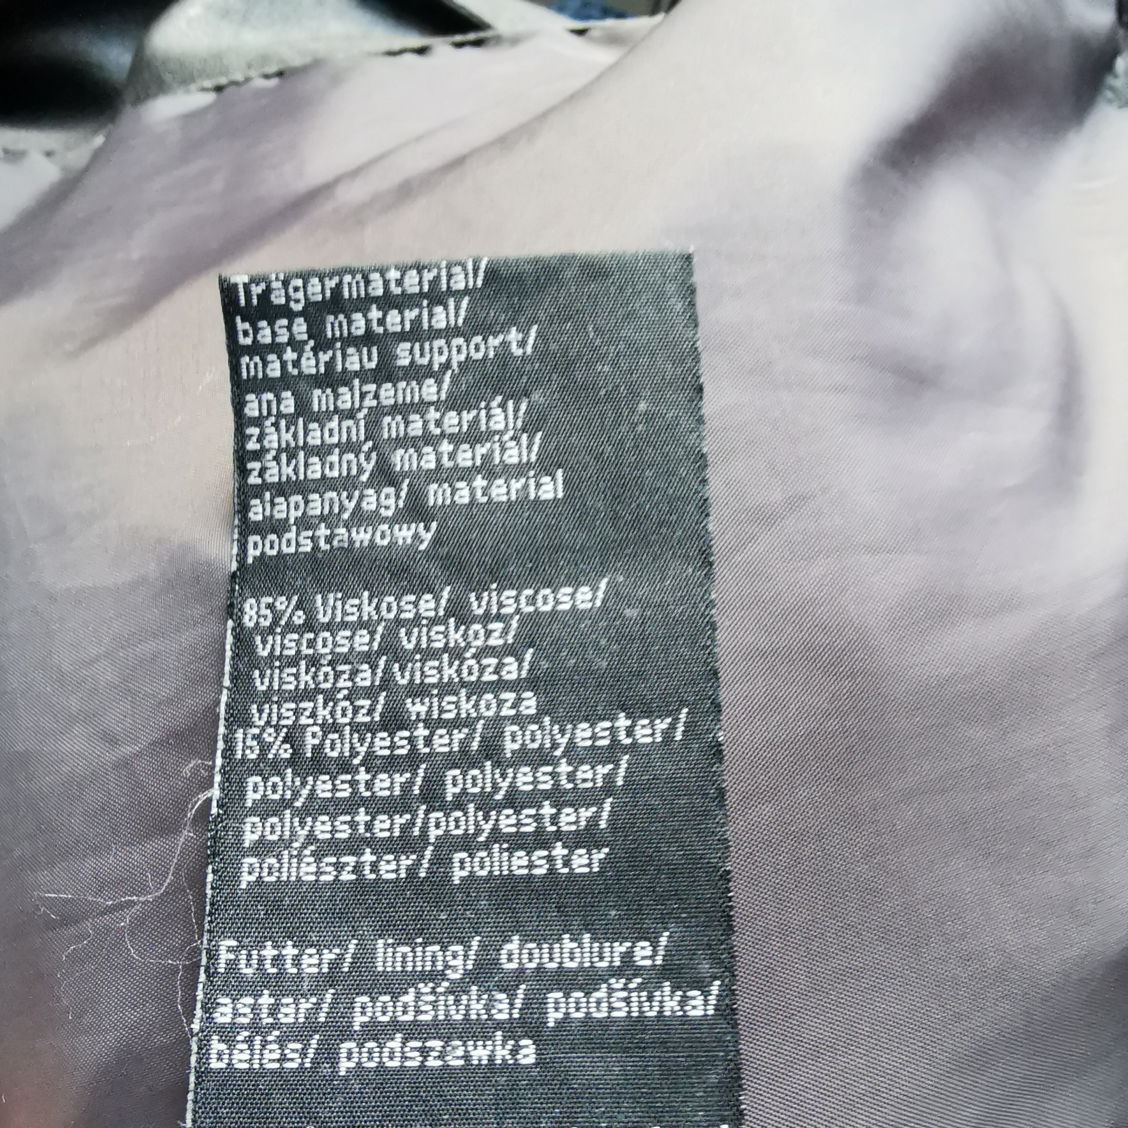 Trägermaterial/
base material/
matériau support/
ana malzeme/
základní materiál/
základný materiál/
alapanyag/ material
podstawowy
85% Viskose/ viscose/
viscose/ viskoz/
viskóza/viskóza/
viszkóz/ wiskoza
15% Polyester/ polyester/
polyester/ polyester/
polyester/polyester/
poliészter/ poliester
Futter/ lining/ doublure/
astar/ podšívka/ podšívka/
bélés/ podszewka